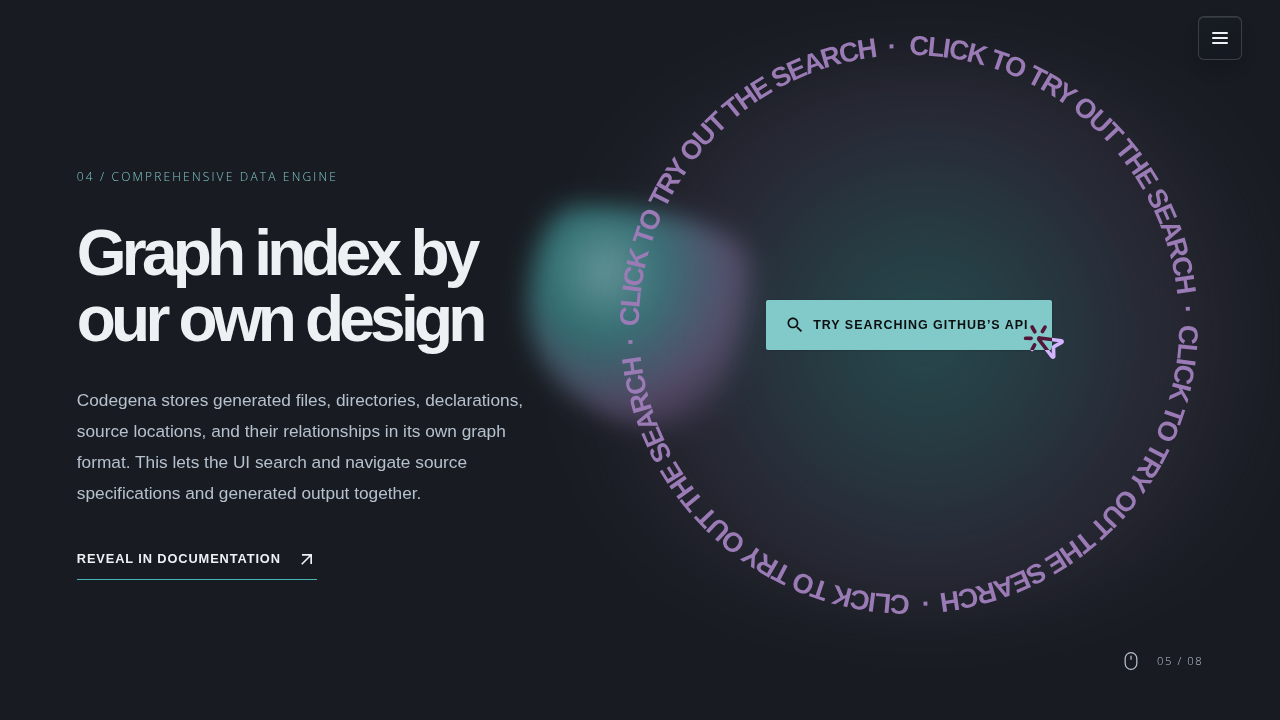 04 / COMPREHENSIVE DATA ENGINE
Graph index by
our own design
Codegena stores generated files, directories, declarations,
source locations, and their relationships in its own graph
format. This lets the UI search and navigate source
specifications and generated output together.
REVEAL IN DOCUMENTATION
CLICK TO TRY OUT THE SEARCH · CLICK TO TRY OUT THE SEARCH · CLICK TO TRY OUT THE SEARCH · CLICK TO TRY OUT THE SEARCH ·
TRY SEARCHING GITHUB’S API
05 / 08